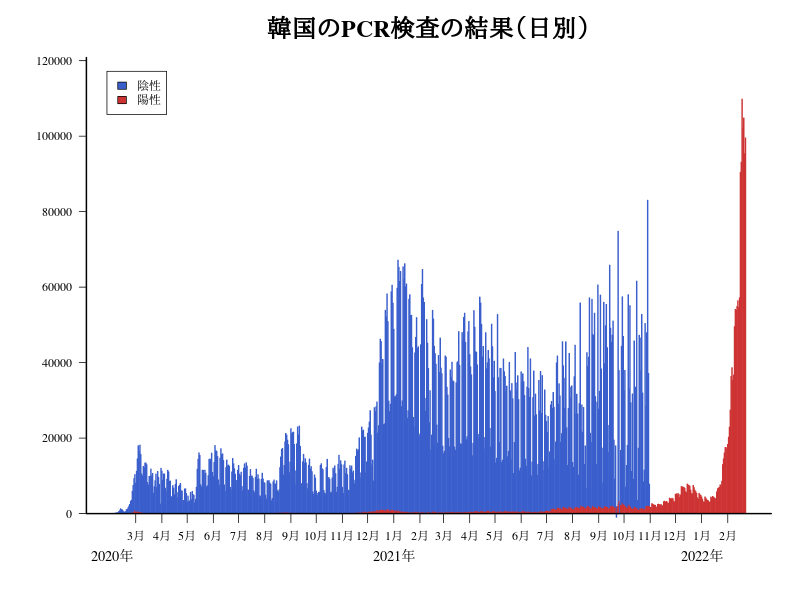 韓国のPCR検査の結果（日別）
120000
100000
80000
60000
40000
20000
0
陰性
陽性
3月 4月 5月 6月 7月 8月 9月 10月 11月 12月 1月 2月 3月 4月 5月 6月 7月 8月 9月 10月 11月 12月 1月 2月
2020年 2021年 2022年